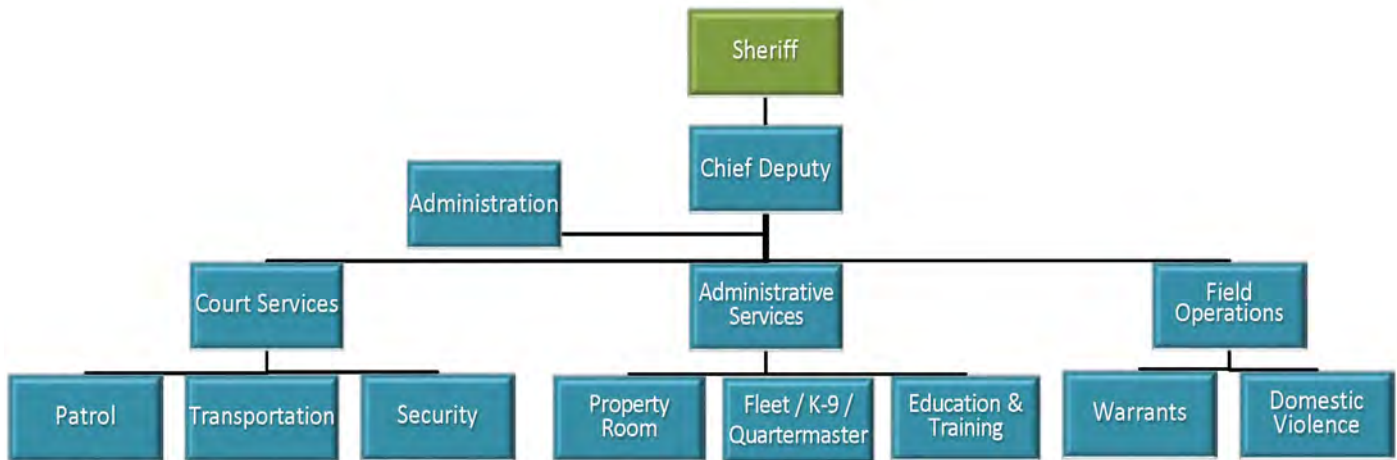 Sheriff
Chief Deputy
Administration
Court Services
Administrative
Services
Field
Operations
Patrol
Transportation
Security
Property
Room
Fleet / K-9 /
Quartermaster
Education &
Training
Warrants
Domestic
Violence